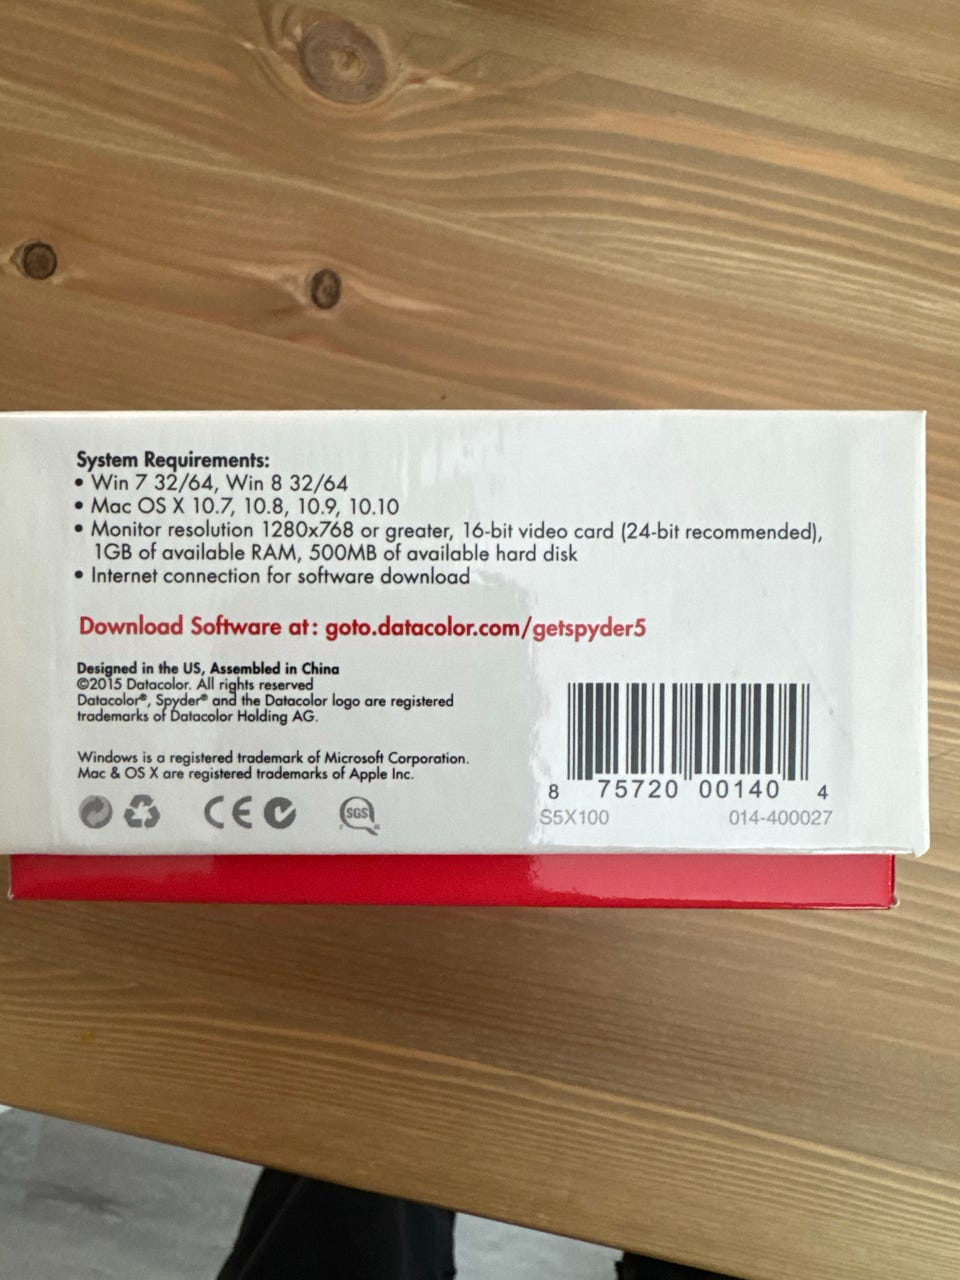 System Requirements:
• Win 7 32/64, Win 8 32/64
• Mac OS X 10.7, 10.8, 10.9, 10.10
• Monitor resolution 1280x768 or greater, 16-bit video card (24-bit recommended),
1GB of available RAM, 500MB of available hard disk
• Internet connection for software download
Download Software at: goto.datacolor.com/getspyder5
Designed in the US, Assembled in China
©2015 Datacolor. All rights reserved
Datacolor®, Spyder® and the Datacolor logo are registered
trademarks of Datacolor Holding AG.
Windows is a registered trademark of Microsoft Corporation.
Mac & OS X are registered trademarks of Apple Inc.
CE
SGS
8 75720 00140 4
S5X100 014-400027